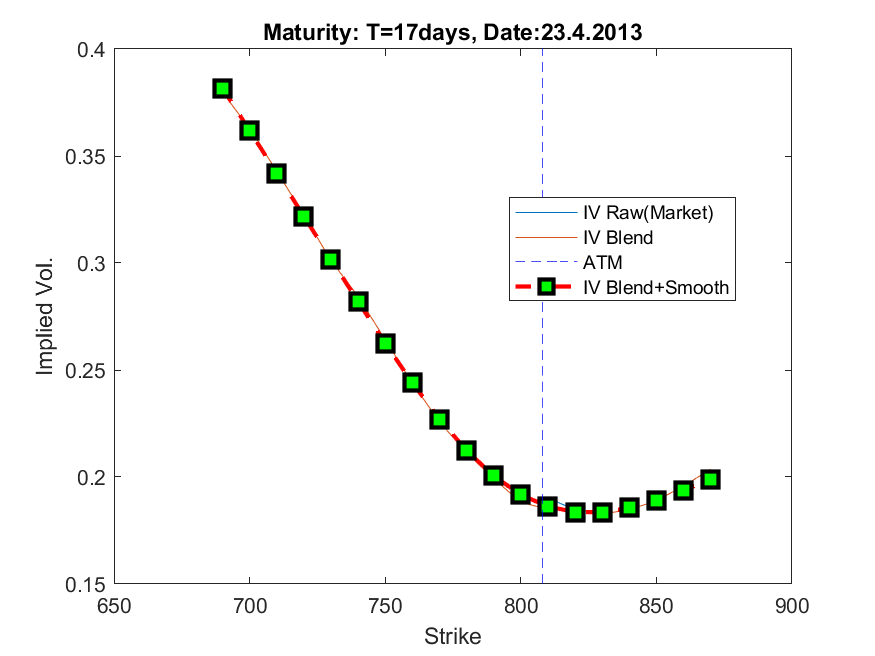 Maturity: T=17days, Date:23.4.2013
0.4
0.35
0.3
0.25
0.2
0.15
Implied Vol.
IV Raw(Market)
IV Blend
ATM
IV Blend+Smooth
650 700 750 800 850 900
Strike